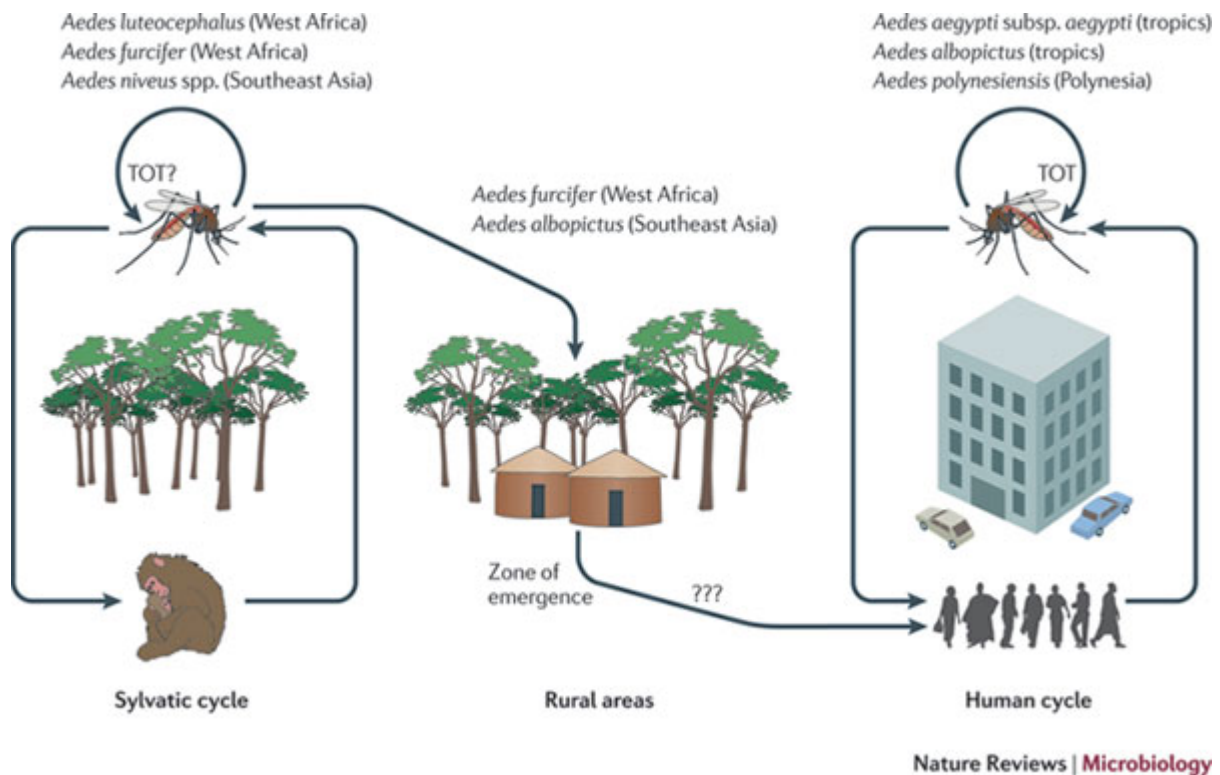 Aedes luteocephalus (West Africa)
Aedes furcifer (West Africa)
Aedes niveus spp. (Southeast Asia)
TOT?
Aedes furcifer (West Africa)
Aedes albopictus (Southeast Asia)
Aedes aegypti subsp. aegypti (tropics)
Aedes albopictus (tropics)
Aedes polynesiensis (Polynesia)
TOT
Zone of
emergence
???
Sylvatic cycle
Rural areas
Human cycle
Nature Reviews | Microbiology